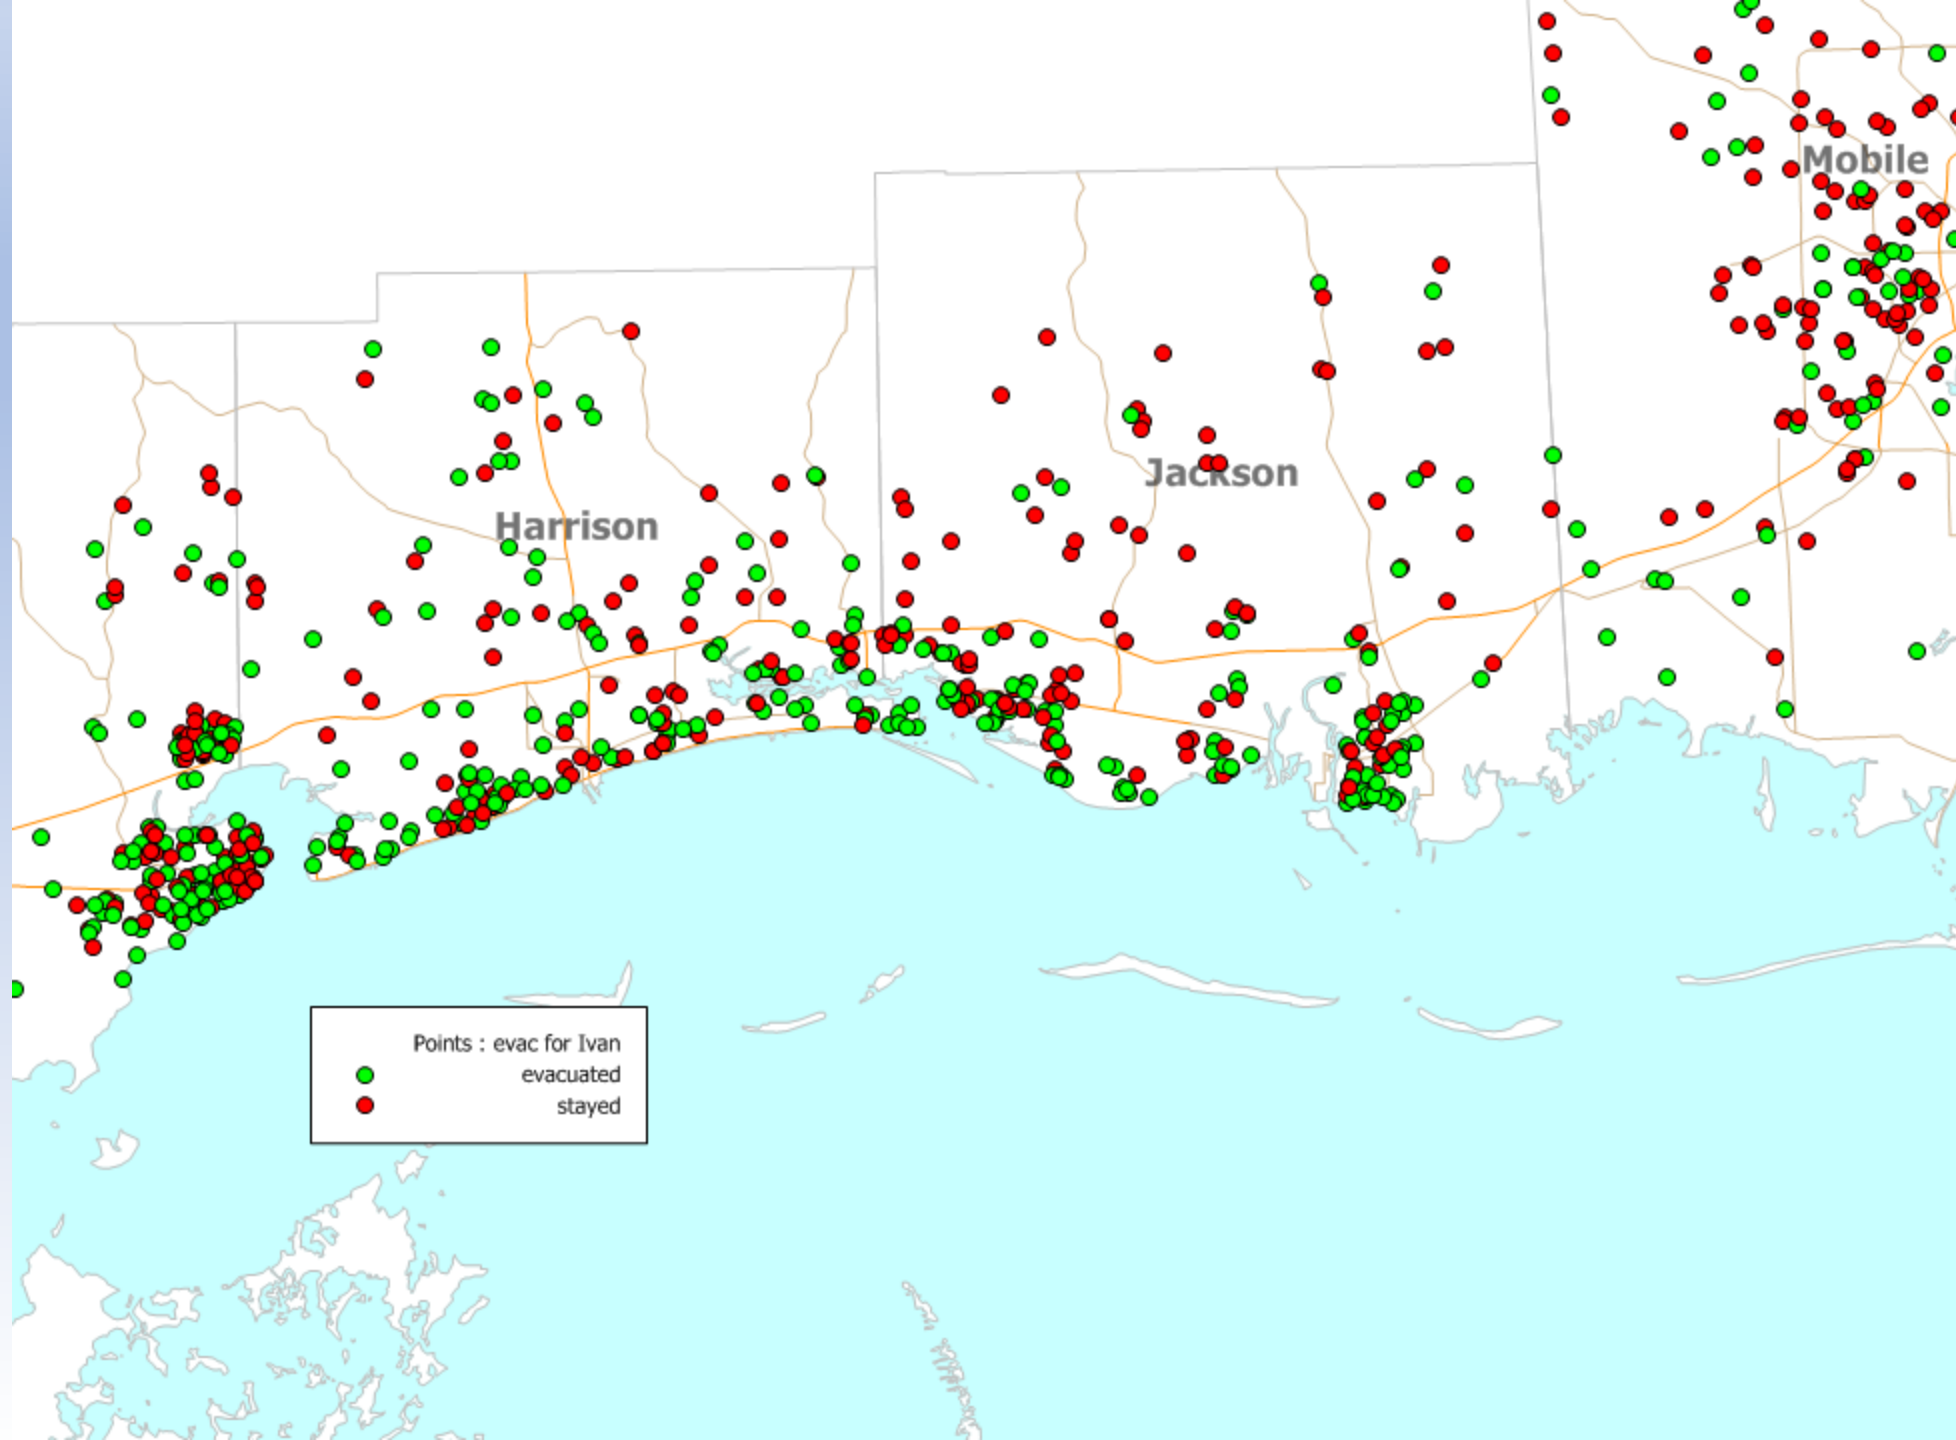 Mobile
Jackson
Harrison
Points : evac for Ivan
evacuated
stayed